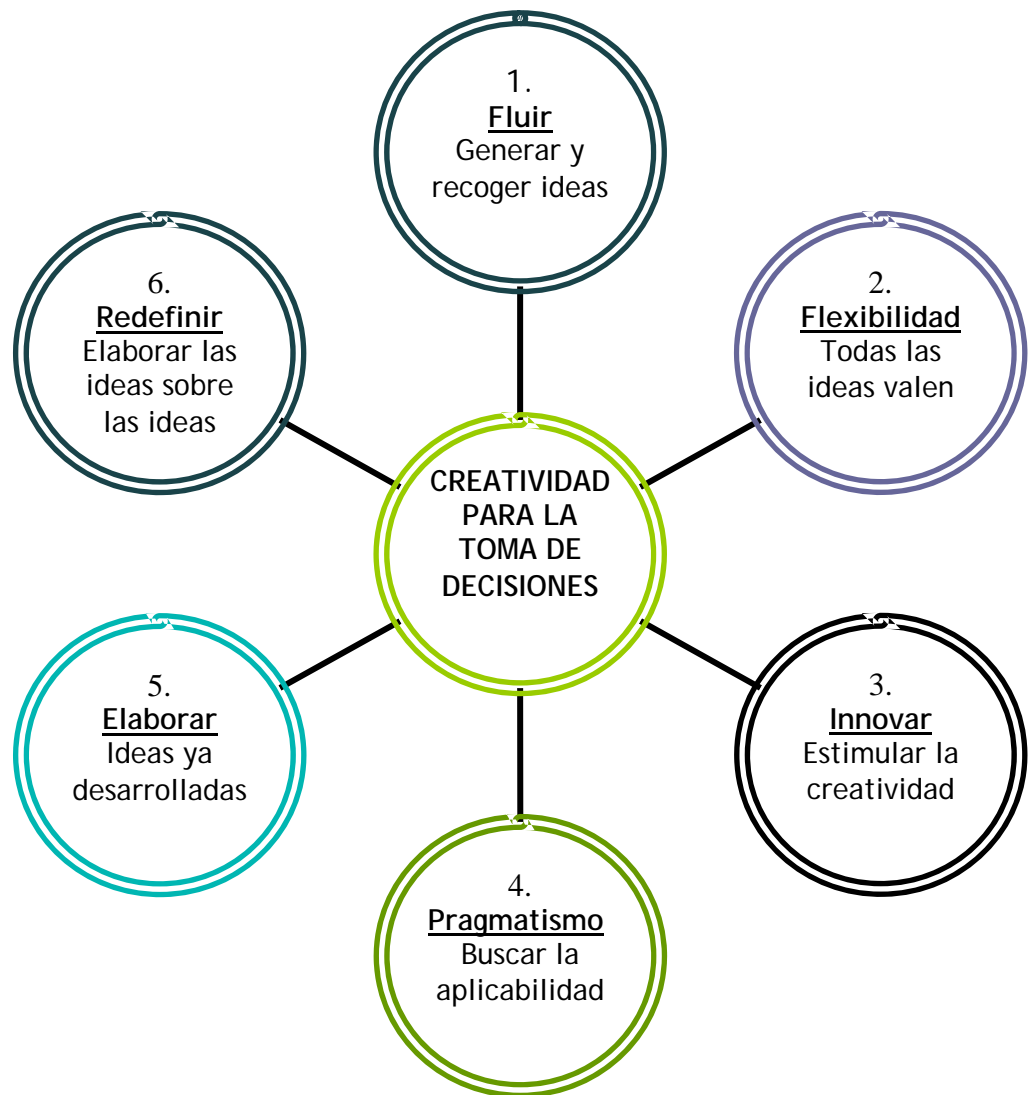 1.
Fluir
Generar y
recoger ideas
2.
Flexibilidad
Todas las
ideas valen
3.
Innovar
Estimular la
creatividad
4.
Pragmatismo
Buscar la
aplicabilidad
5.
Elaborar
Ideas ya
desarrolladas
6.
Redefinir
Elaborar las
ideas sobre
las ideas
CREATIVIDAD
PARA LA
TOMA DE
DECISIONES